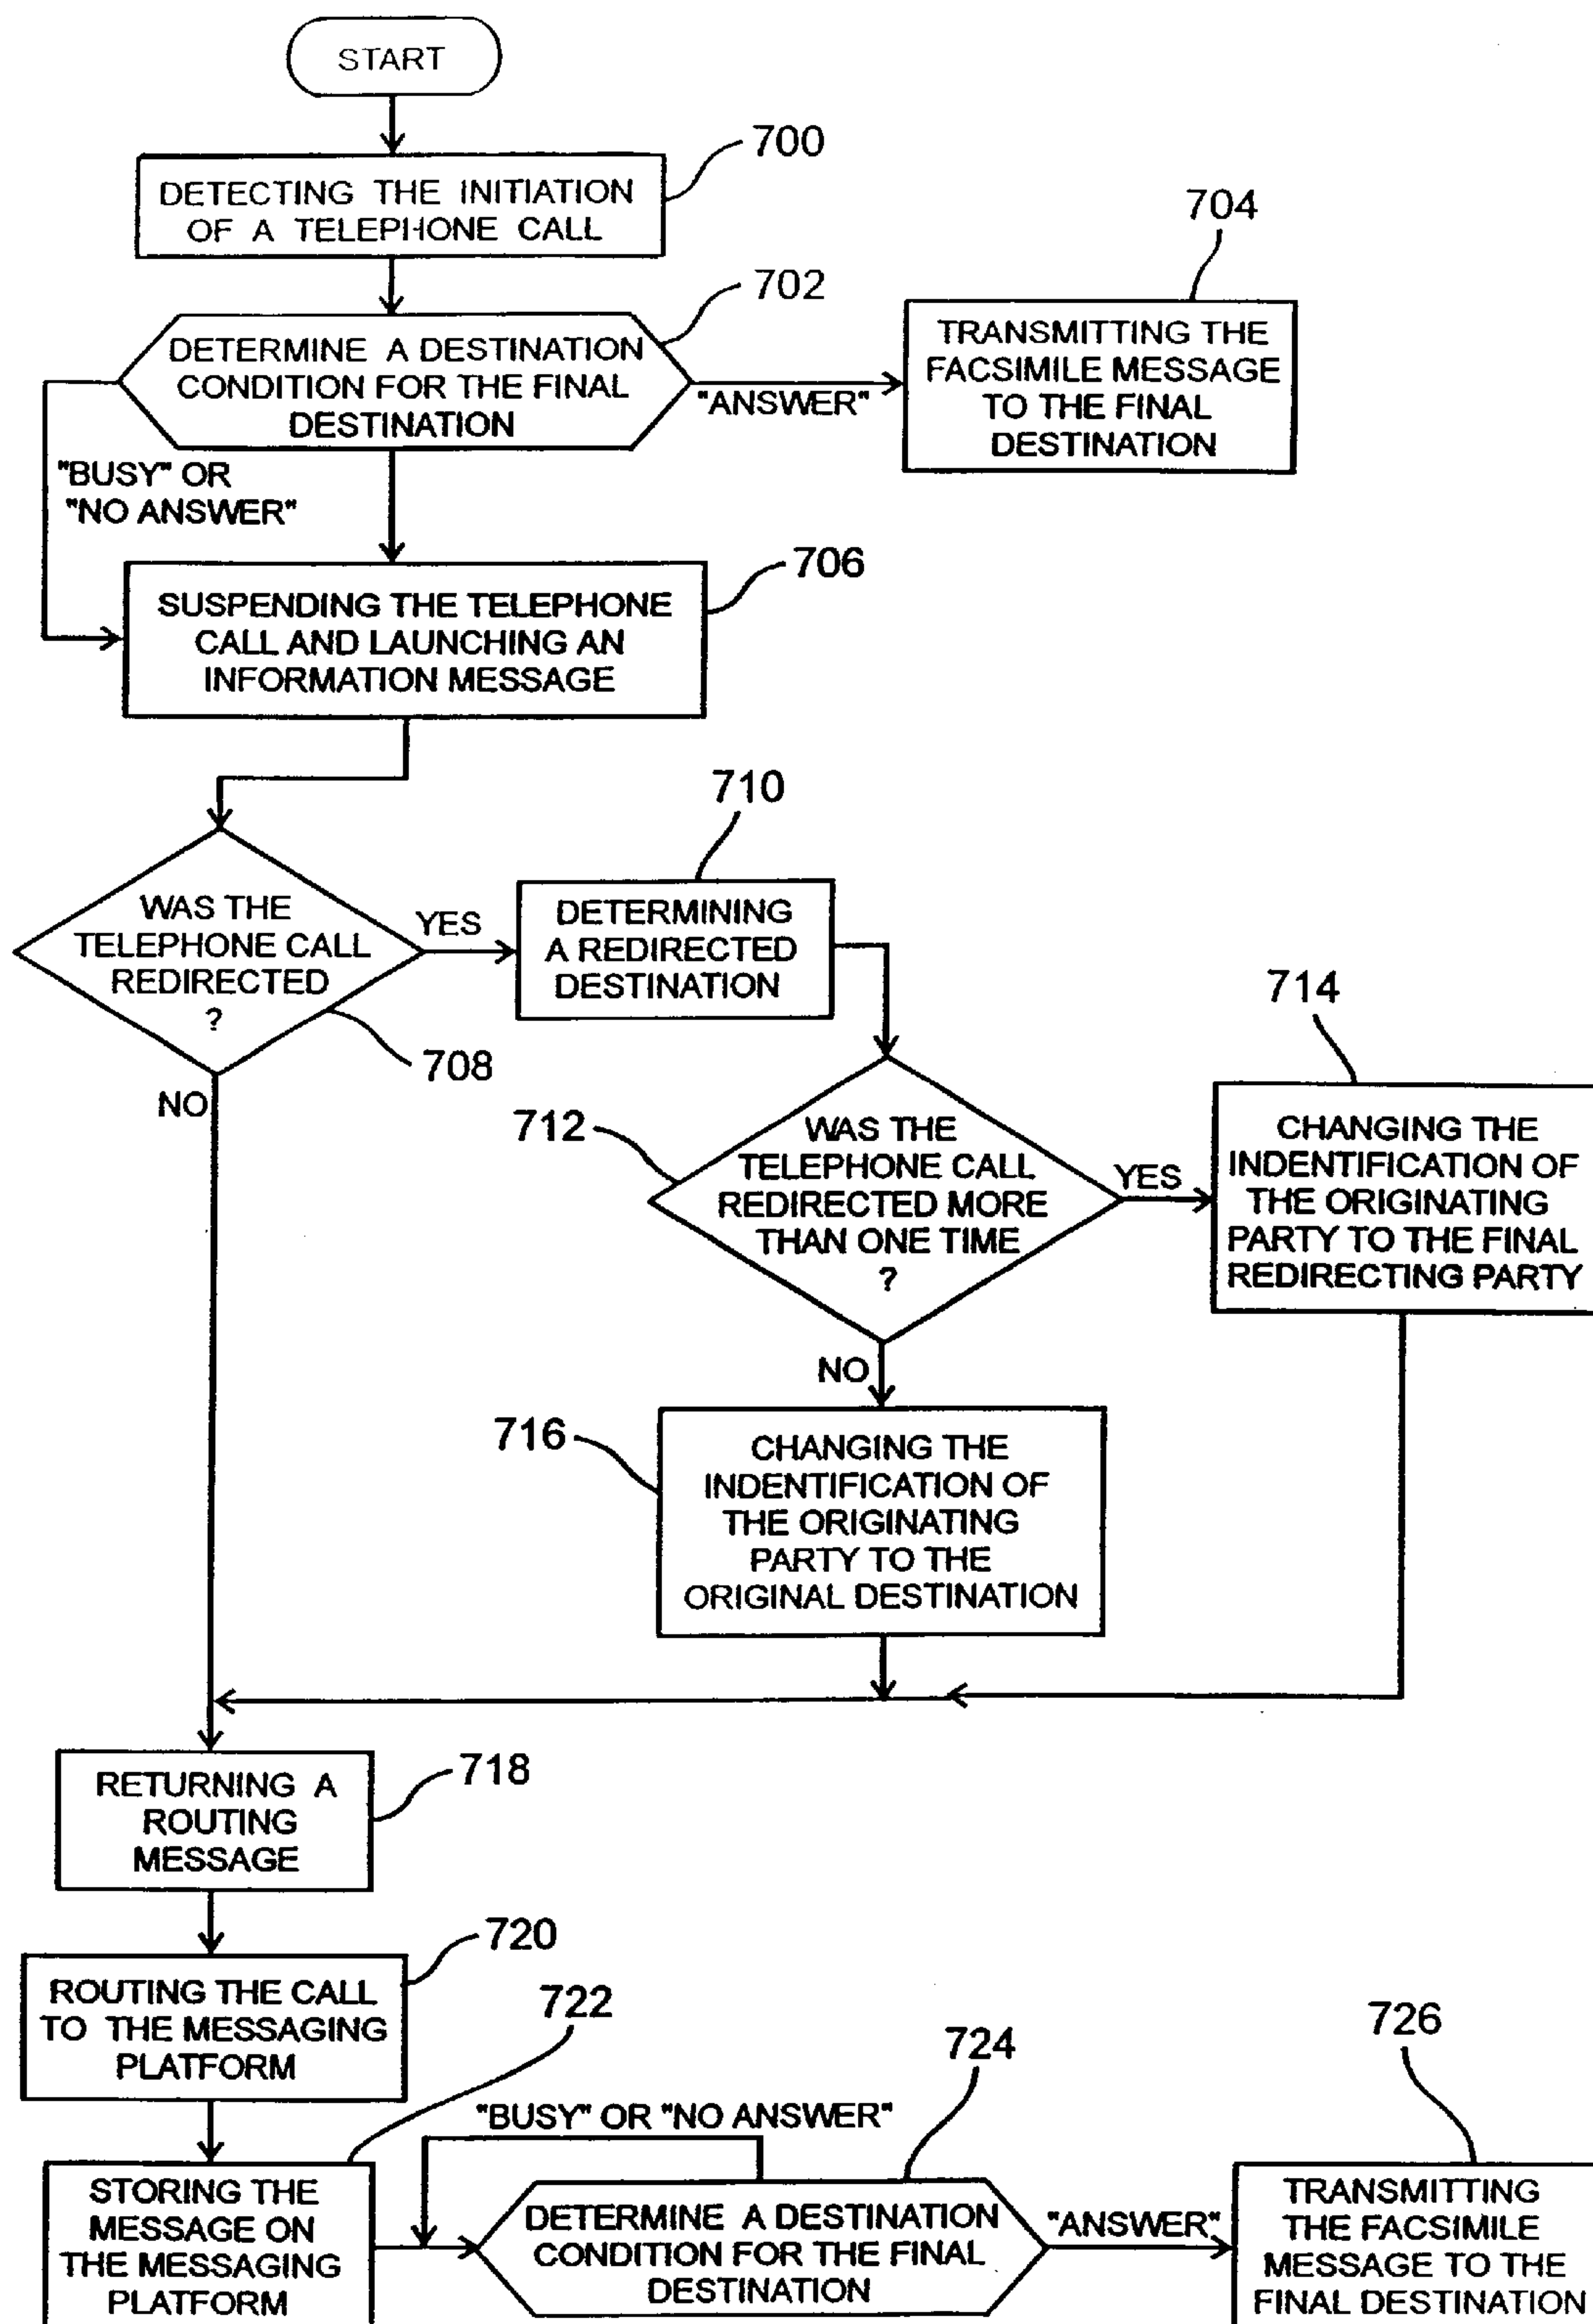 START
700
DETECTING THE INITIATION
OF A TELEPHONE CALL
702
DETERMINE A DESTINATION
CONDITION FOR THE FINAL
DESTINATION
"ANSWER"
704
TRANSMITTING THE
FACSIMILE MESSAGE
TO THE FINAL
DESTINATION
"BUSY" OR
"NO ANSWER"
706
SUSPENDING THE TELEPHONE
CALL AND LAUNCHING AN
INFORMATION MESSAGE
WAS THE
TELEPHONE CALL
REDIRECTED
?
708
YES
NO
710
DETERMINING
A REDIRECTED
DESTINATION
712
WAS THE
TELEPHONE CALL
REDIRECTED MORE
THAN ONE TIME
?
YES
NO
714
CHANGING THE
INDENTIFICATION OF
THE ORIGINATING
PARTY TO THE FINAL
REDIRECTING PARTY
716
CHANGING THE
INDENTIFICATION OF
THE ORIGINATING
PARTY TO THE
ORIGINAL DESTINATION
718
RETURNING A
ROUTING
MESSAGE
720
ROUTING THE CALL
TO THE MESSAGING
PLATFORM
722
STORING THE
MESSAGE ON
THE MESSAGING
PLATFORM
"BUSY" OR "NO ANSWER"
724
DETERMINE A DESTINATION
CONDITION FOR THE FINAL
DESTINATION
"ANSWER"
726
TRANSMITTING
THE FACSIMILE
MESSAGE TO THE
FINAL DESTINATION